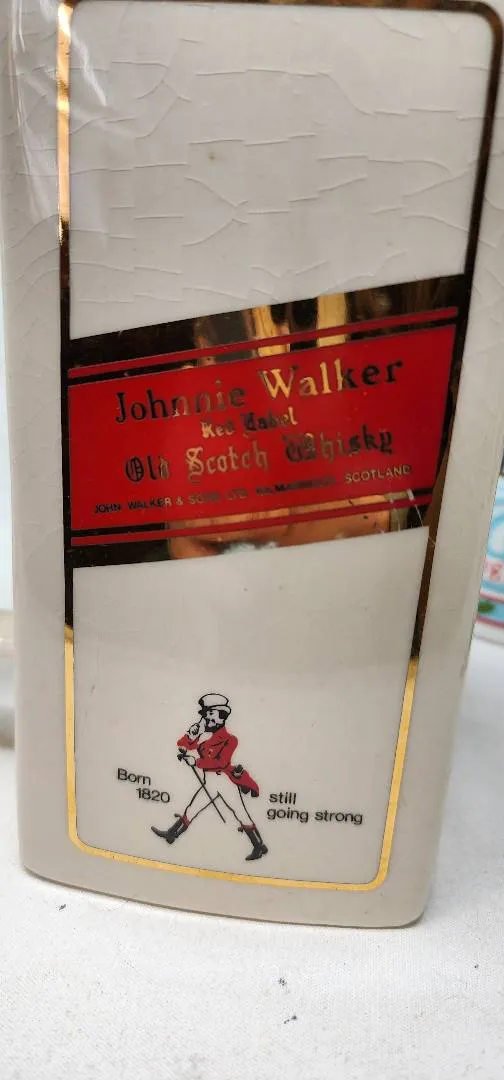 Johnnie Walker
Red Label
Old Scotch Whisky
JOHN WALKER & SONS LTD. KILMARNOCK, SCOTLAND
Born
1820
still
going strong